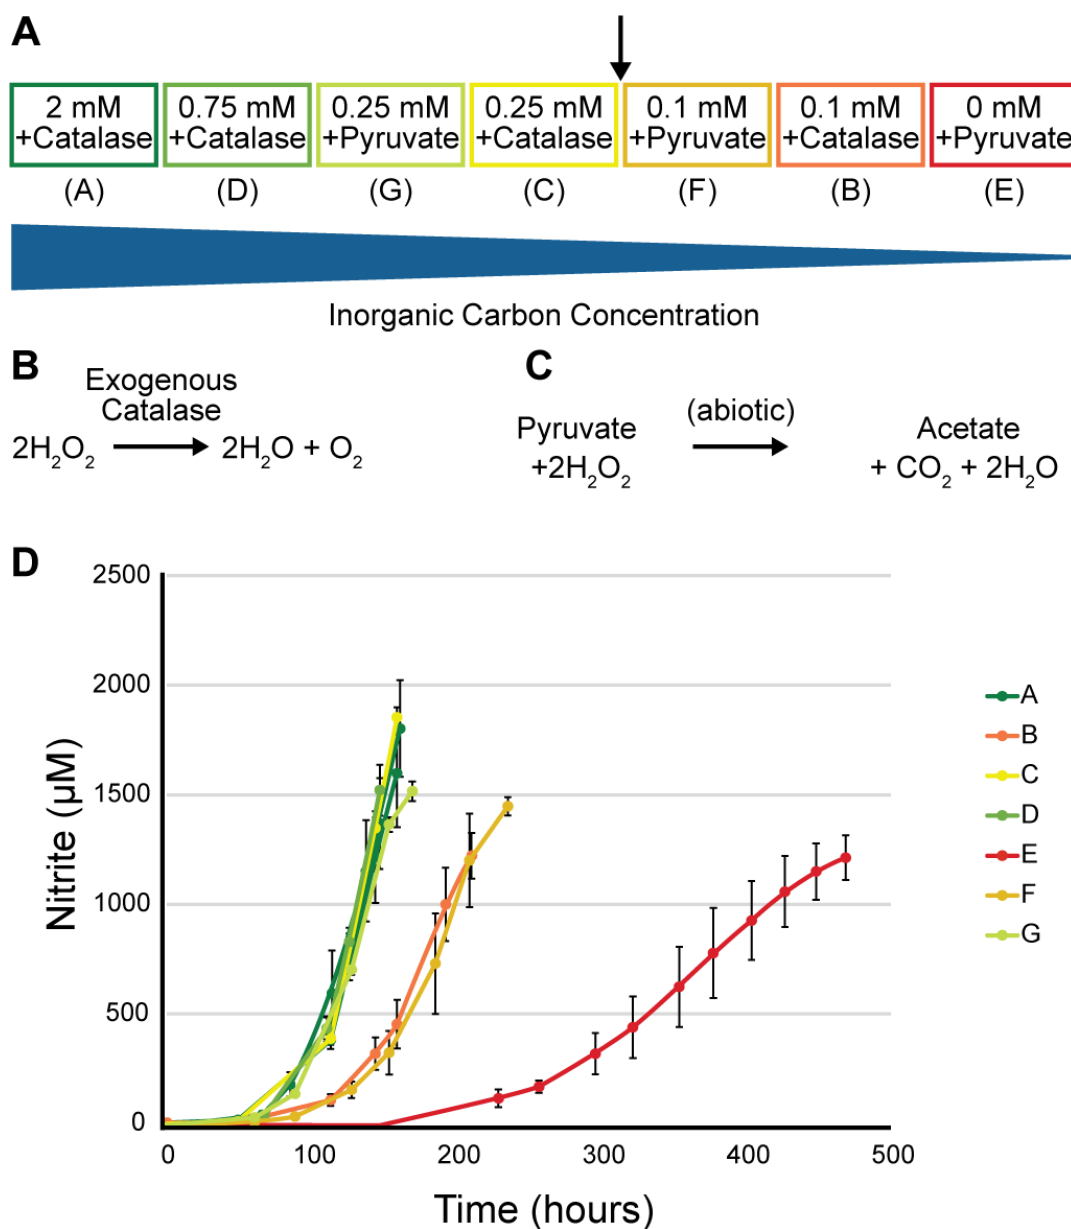 A
2 mM
+Catalase
0.75 mM
+Catalase
0.25 mM
+Pyruvate
0.25 mM
+Catalase
0.1 mM
+Pyruvate
0.1 mM
+Catalase
0 mM
+Pyruvate
(A)
(D)
(G)
(C)
(F)
(B)
(E)
Inorganic Carbon Concentration
B
Exogenous
Catalase
2H₂O₂
2H₂O + O₂
C
Pyruvate
+2H₂O₂
(abiotic)
Acetate
+ CO₂ + 2H₂O
D
Nitrite (μM)
2500
2000
1500
1000
500
0
0
100
200
300
400
500
Time (hours)
A
B
C
D
E
F
G